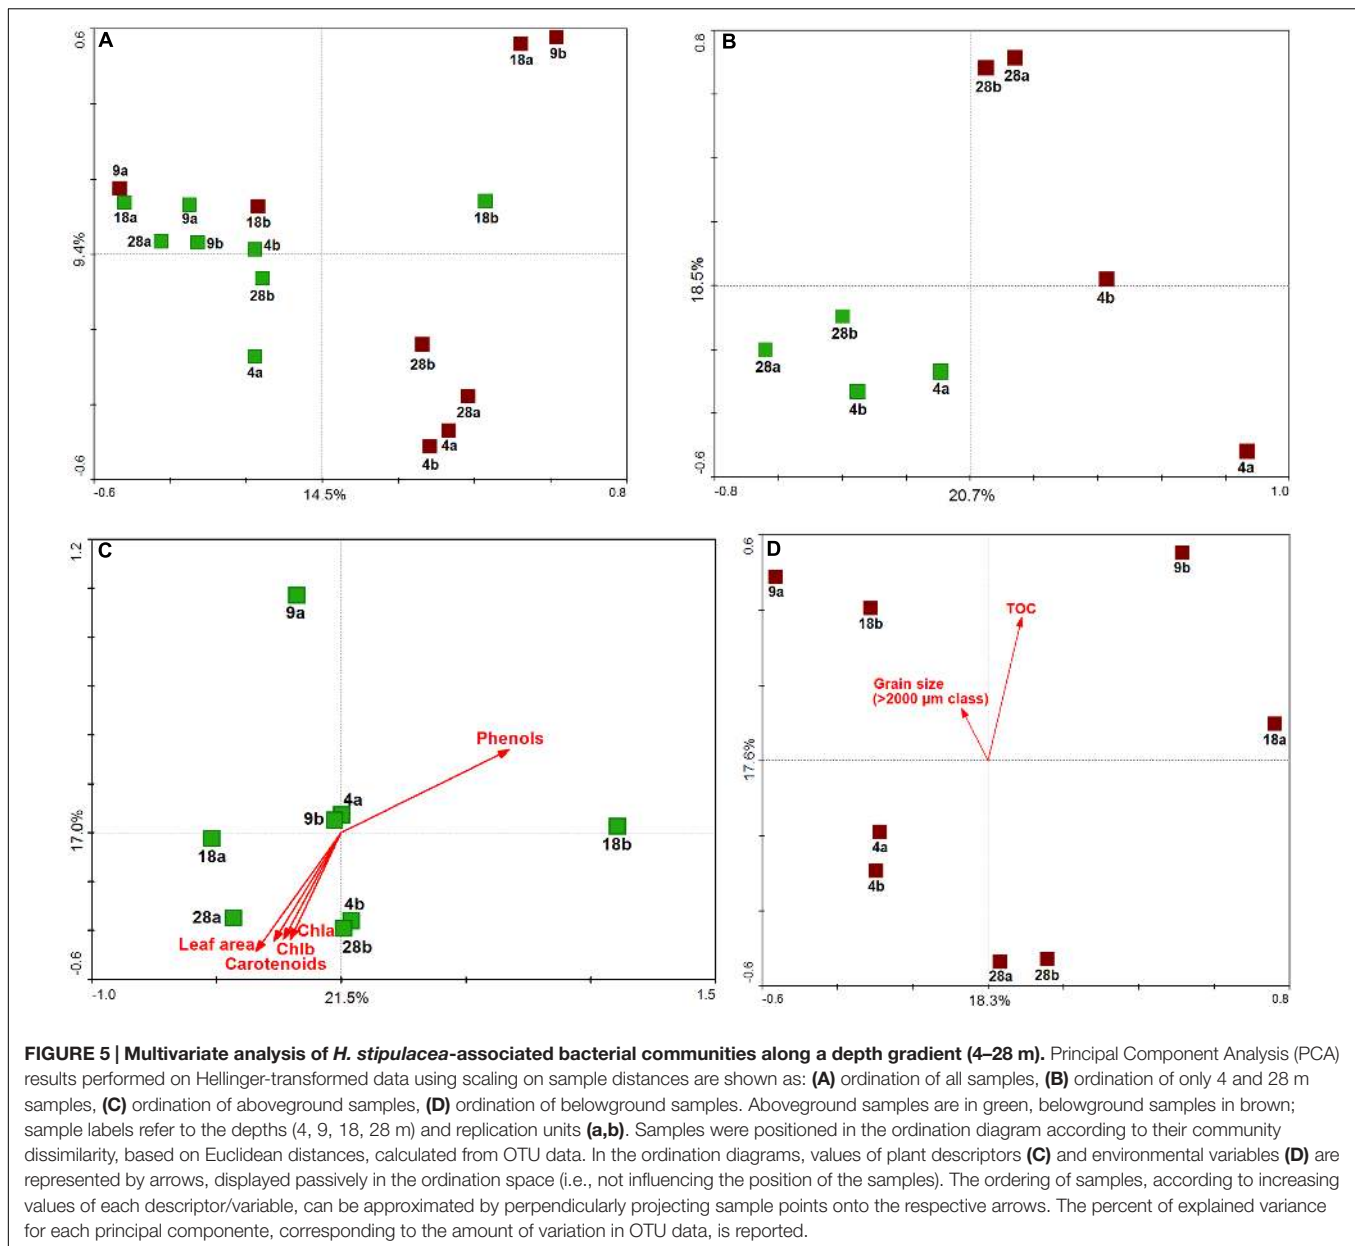 A
0.6
18a
9b
9a
18a
9a
18b
18b
28a
9b
4b
9.4%
28b
4a
28b
28a
4a
4b
-0.6
-0.6
14.5%
0.8
B
0.8
28b
28a
18.5%
4b
28b
28a
4a
4b
4a
-0.6
-0.8
20.7%
1.0
C
1.2
9a
Phenols
4a
9b
17.0%
18a
18b
28a
4b
Chla
28b
Leaf area
Chlb
Carotenoids
-0.6
-1.0
21.5%
1.5
D
0.6
9b
9a
TOC
18b
Grain size
(>2000 µm class)
18a
17.6%
4a
4b
28a
28b
-0.6
-0.6
18.3%
0.8
FIGURE 5 | Multivariate analysis of H. stipulacea-associated bacterial communities along a depth gradient (4–28 m). Principal Component Analysis (PCA)
results performed on Hellinger-transformed data using scaling on sample distances are shown as: (A) ordination of all samples, (B) ordination of only 4 and 28 m
samples, (C) ordination of aboveground samples, (D) ordination of belowground samples. Aboveground samples are in green, belowground samples in brown;
sample labels refer to the depths (4, 9, 18, 28 m) and replication units (a,b). Samples were positioned in the ordination diagram according to their community
dissimilarity, based on Euclidean distances, calculated from OTU data. In the ordination diagrams, values of plant descriptors (C) and environmental variables (D) are
represented by arrows, displayed passively in the ordination space (i.e., not influencing the position of the samples). The ordering of samples, according to increasing
values of each descriptor/variable, can be approximated by perpendicularly projecting sample points onto the respective arrows. The percent of explained variance
for each principal componente, corresponding to the amount of variation in OTU data, is reported.